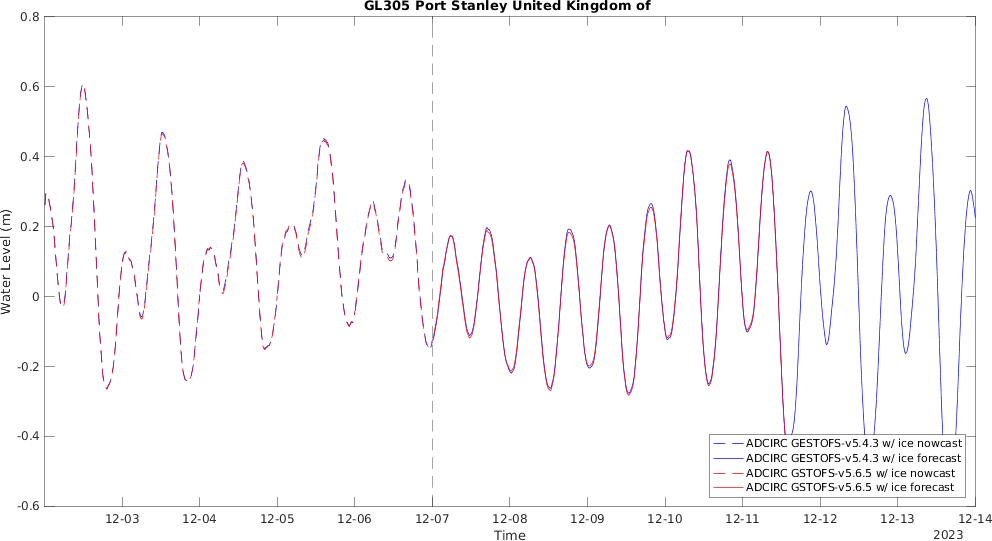 GL305 Port Stanley United Kingdom of
0.8
0.6
0.4
0.2
0
-0.2
-0.4
-0.6
Water Level (m)
12-03 12-04 12-05 12-06 12-07 12-08 12-09 12-10 12-11 12-12 12-13 12-14
Time
2023
ADCIRC GESTOFS-v5.4.3 w/ ice nowcast
ADCIRC GESTOFS-v5.4.3 w/ ice forecast
ADCIRC GSTOFS-v5.6.5 w/ ice nowcast
ADCIRC GSTOFS-v5.6.5 w/ ice forecast